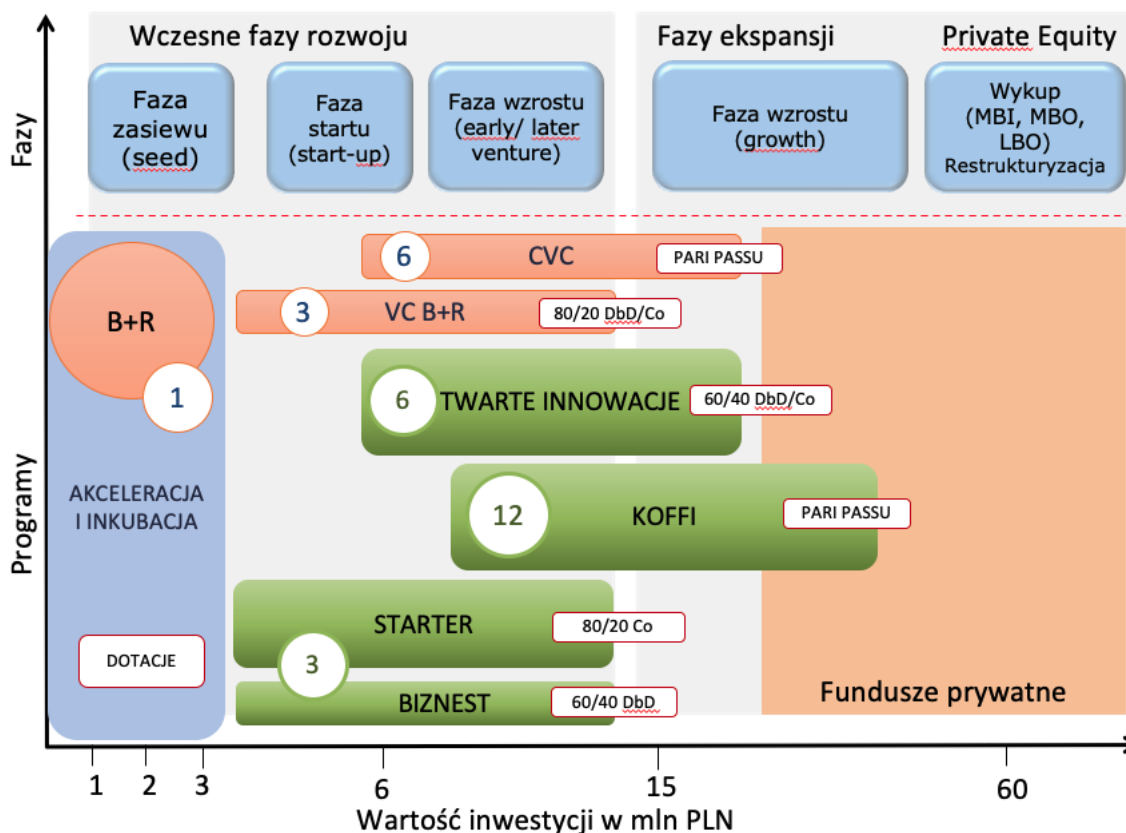 Wczesne fazy rozwoju
Fazy ekspansji
Private Equity
Fazy
Faza
zasiewu
(seed)
Faza
startu
(start-up)
Faza wzrostu
(early/ later
venture)
Faza wzrostu
(growth)
Wykup
(MBI, MBO,
LBO)
Restrukturyzacja
Programy
B+R
1
AKCELERACJA
I INKUBACJA
DOTACJE
6
CVC
PARI PASSU
3
VC B+R
80/20 DbD/Co
6
TWARTE INNOWACJE
60/40 DbD/Co
12
KOFFI
PARI PASSU
STARTER
80/20 Co
3
BIZNEST
60/40 DbD
Fundusze prywatne
1
2
3
6
15
60
Wartość inwestycji w mln PLN